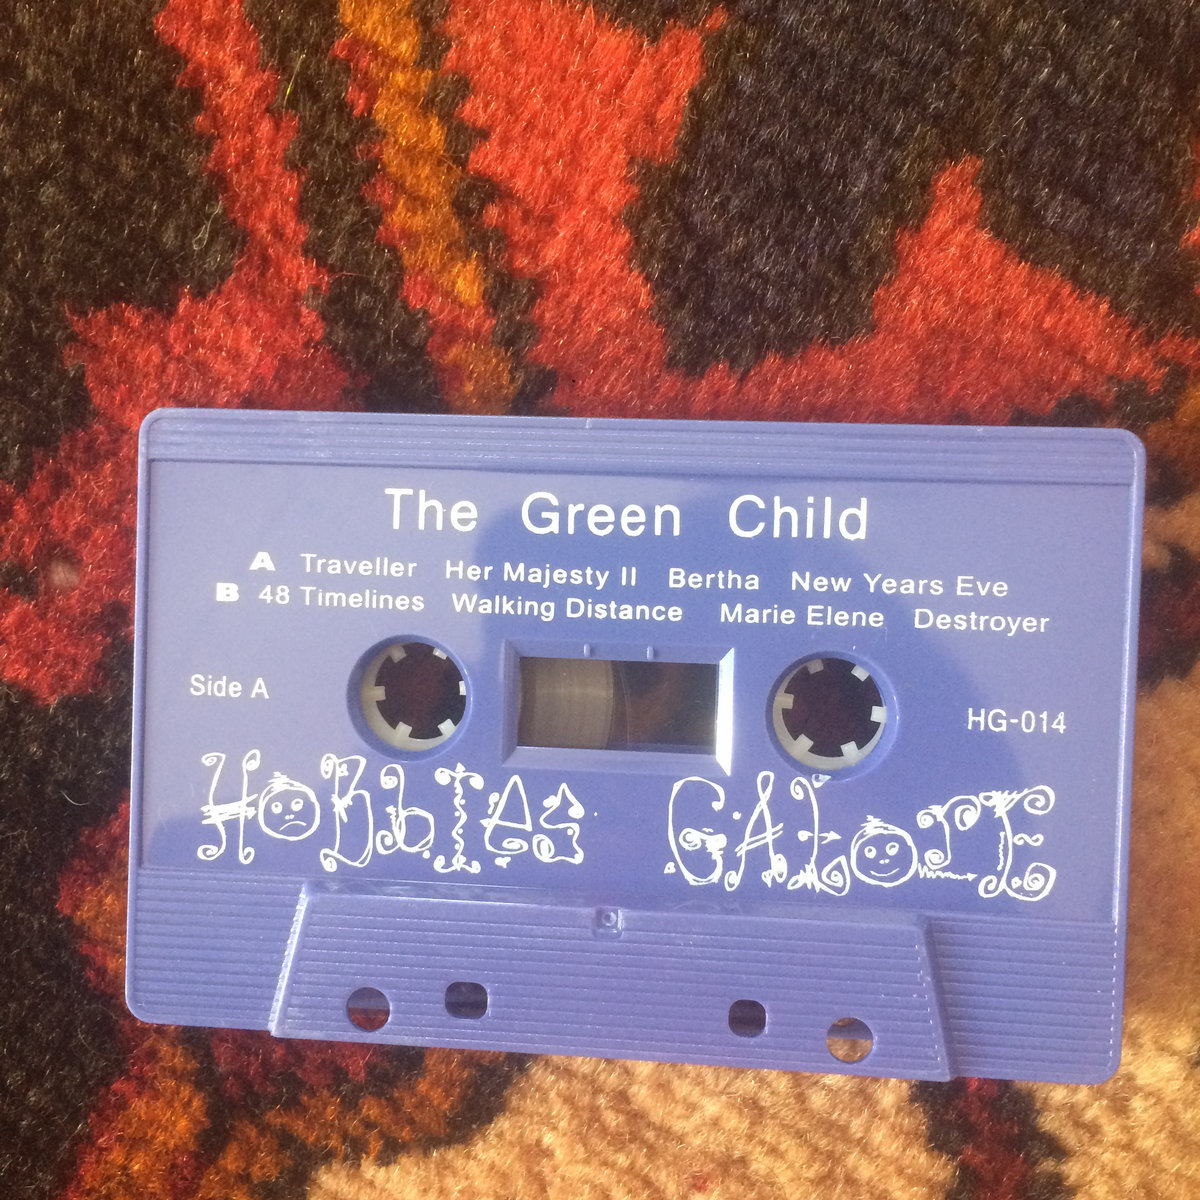 The Green Child
A Traveller Her Majesty II Bertha New Years Eve
B 48 Timelines Walking Distance Marie Elene Destroyer
Side A
HG-014
HOBBIES GALORE